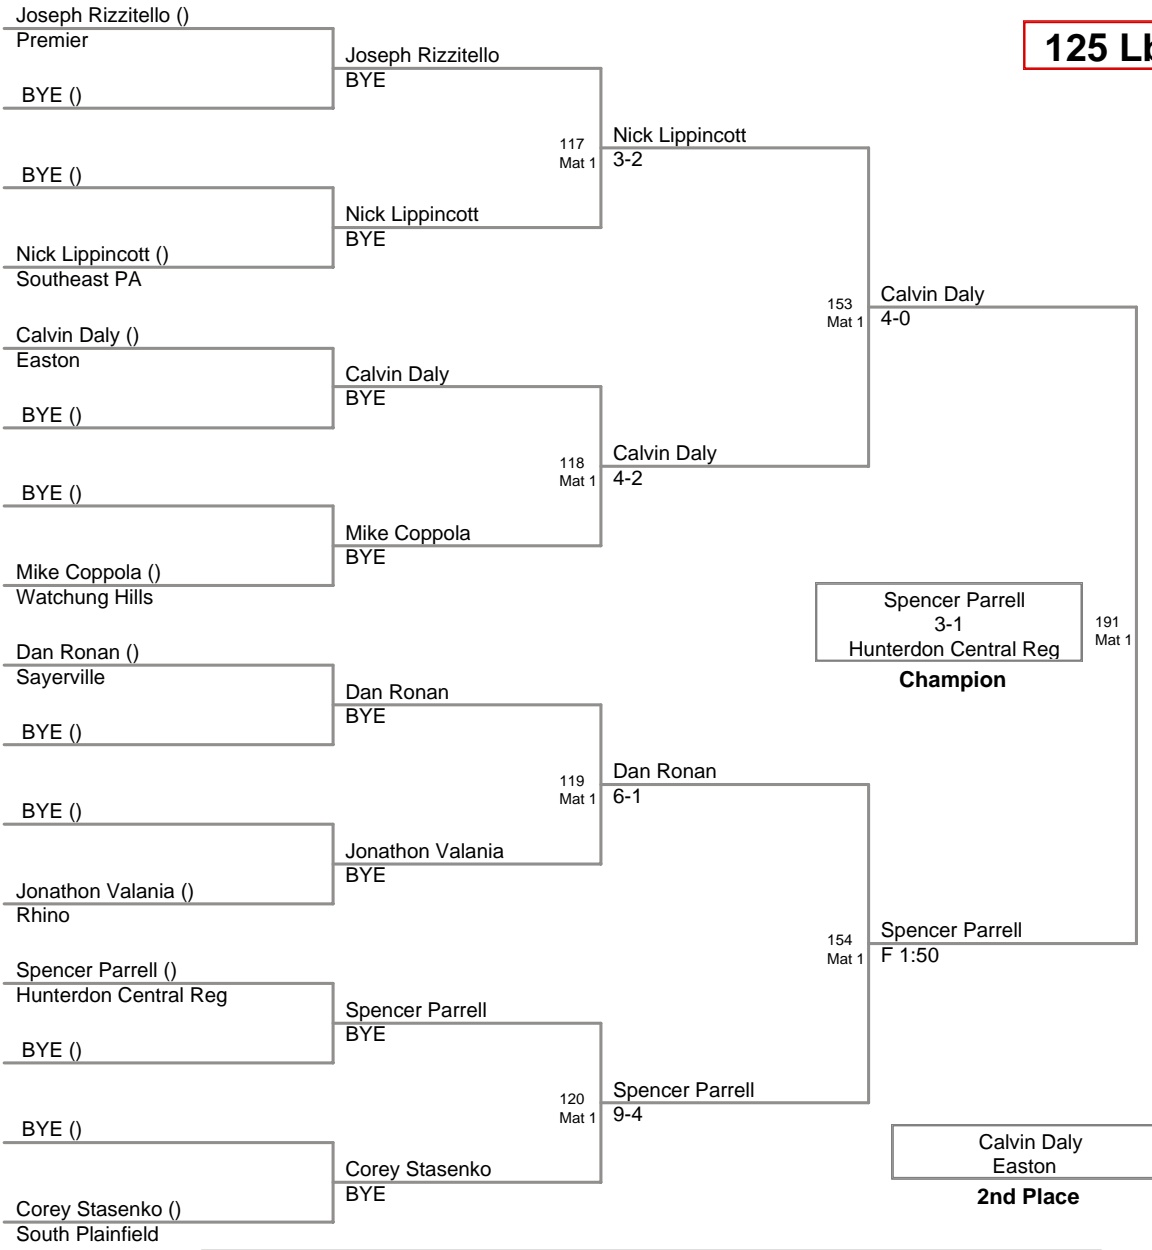 Joseph Rizzitello ()
Premier
BYE ()
BYE ()
Nick Lippincott ()
Southeast PA
Calvin Daly ()
Easton
BYE ()
BYE ()
Mike Coppola ()
Watchung Hills
Dan Ronan ()
Sayerville
BYE ()
BYE ()
Jonathon Valania ()
Rhino
Spencer Parrell ()
Hunterdon Central Reg
BYE ()
BYE ()
Corey Stasenko ()
South Plainfield
Joseph Rizzitello
BYE
Nick Lippincott
BYE
Calvin Daly
BYE
Mike Coppola
BYE
Dan Ronan
BYE
Jonathon Valania
BYE
Spencer Parrell
BYE
Corey Stasenko
BYE
117
Mat 1
Nick Lippincott
3-2
118
Mat 1
Calvin Daly
4-2
119
Mat 1
Dan Ronan
6-1
120
Mat 1
Spencer Parrell
9-4
153
Mat 1
Calvin Daly
4-0
154
Mat 1
Spencer Parrell
F 1:50
125 Lb
Spencer Parrell
3-1
Hunterdon Central Reg
Champion
191
Mat 1
Calvin Daly
Easton
2nd Place